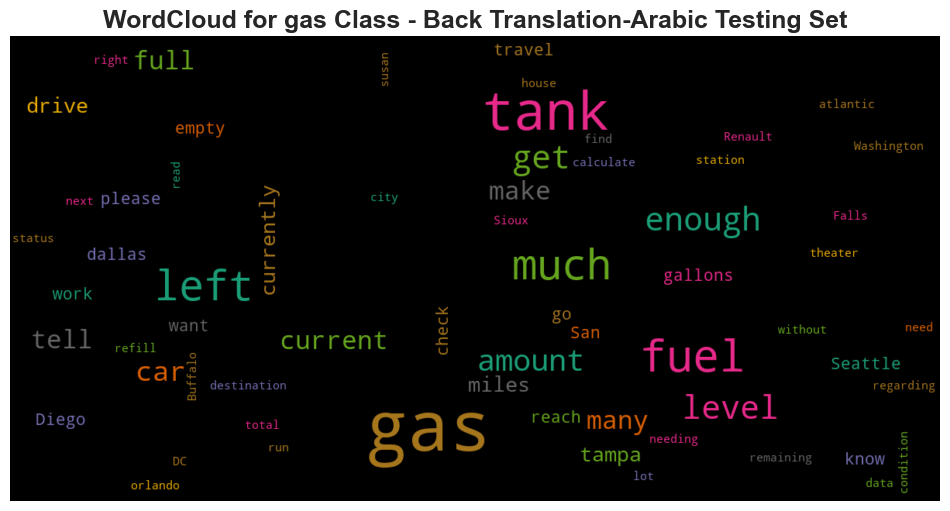 WordCloud for gas Class - Back Translation-Arabic Testing Set
right
full
susan
travel
house
drive
tank
atlantic
empty
find
Renault
Washington
get
calculate
station
read
make
next
please
city
currently
Sioux
enough
Falls
status
dallas
much
theater
left
gallons
work
tell
want
check
go
San
without
need
refill
current
fuel
car
Buffalo
amount
Seattle
destination
miles
regarding
Diego
total
gas
reach
many
level
needing
run
DC
tampa
remaining
know
condition
orlando
lot
data